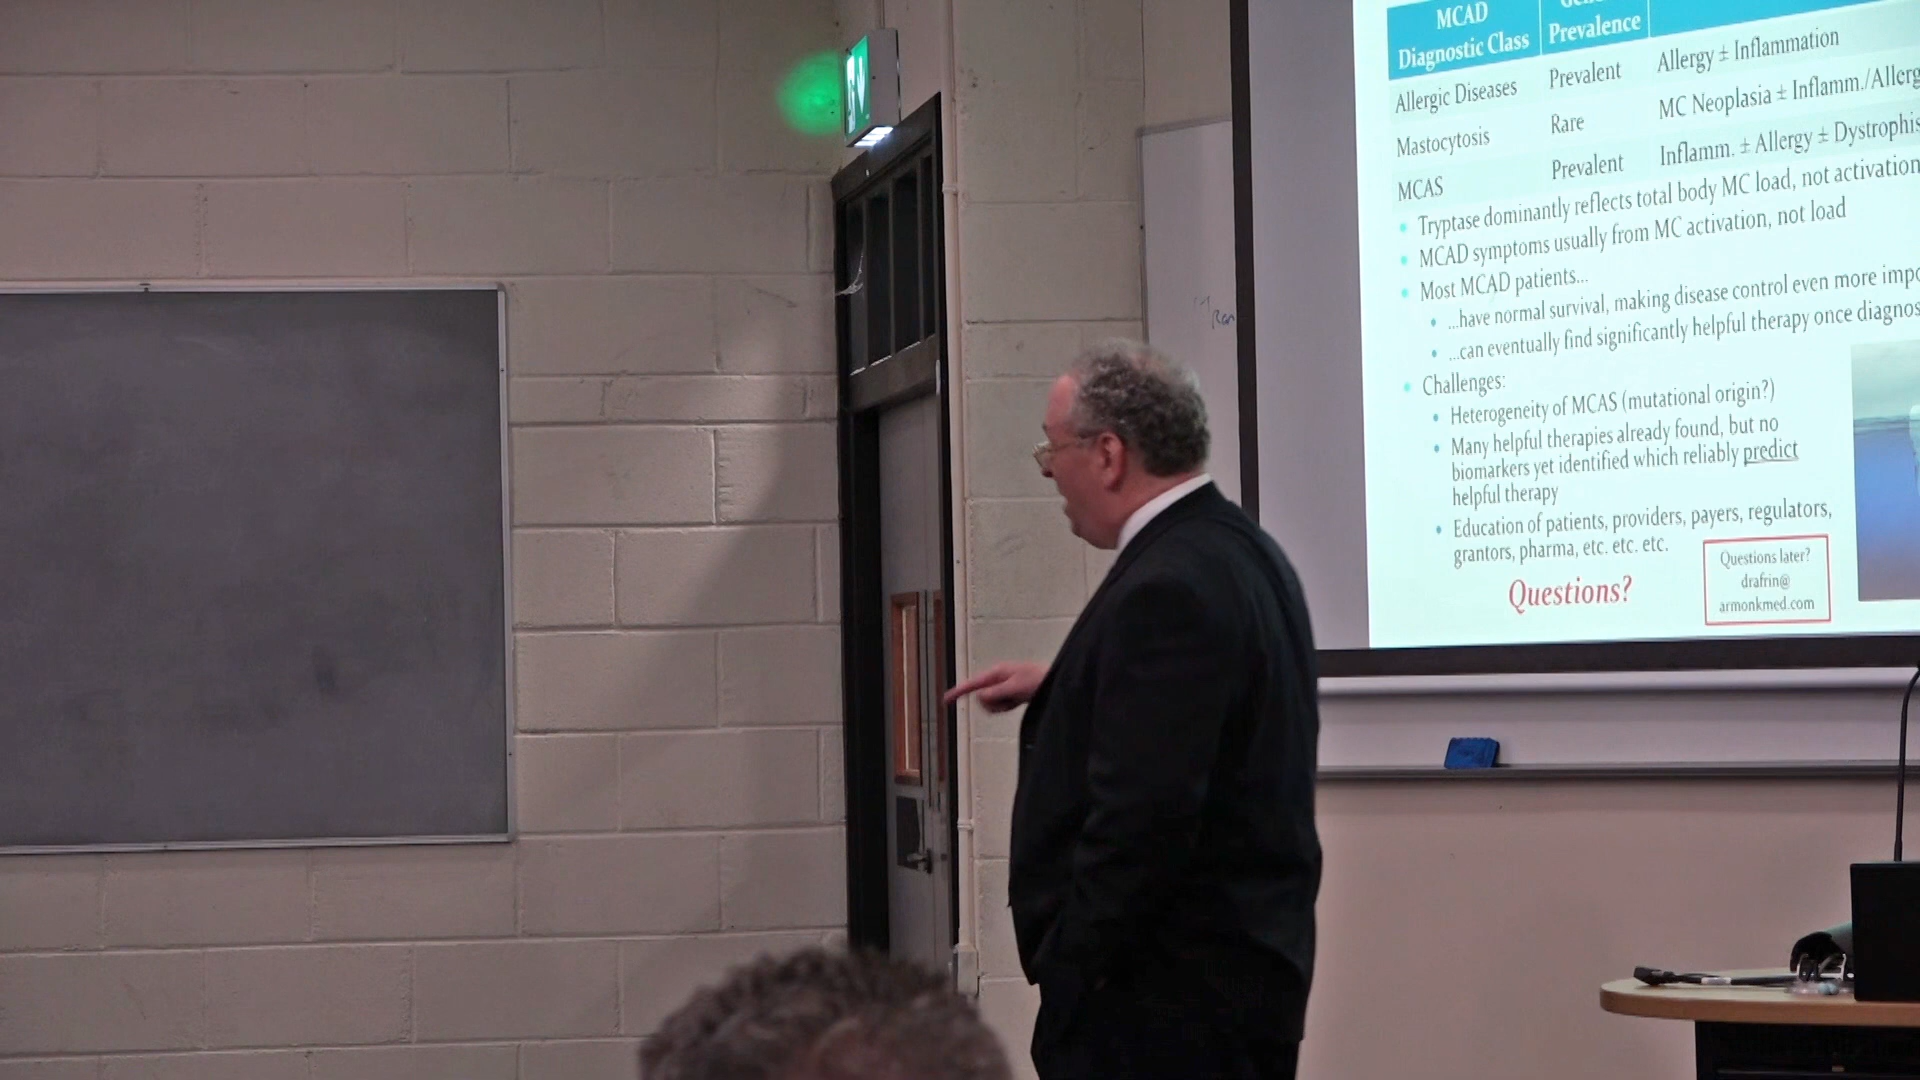 MCAD
Diagnostic Class
Prevalence
Allergic Diseases
Prevalent
Allergy ± Inflammation
Mastocytosis
Rare
MC Neoplasia ± Inflamm./Allerg
MCAS
Prevalent
Inflamm. ± Allergy ± Dystrophis
Tryptase dominantly reflects total body MC load, not activation
MCAD symptoms usually from MC activation, not load
Most MCAD patients...
...have normal survival, making disease control even more impo
...can eventually find significantly helpful therapy once diagnos
Challenges:
Heterogeneity of MCAS (mutational origin?)
Many helpful therapies already found, but no
biomarkers yet identified which reliably predict
helpful therapy
Education of patients, providers, payers, regulators,
grantors, pharma, etc. etc. etc.
Questions?
Questions later?
drafrin@
armonkmed.com